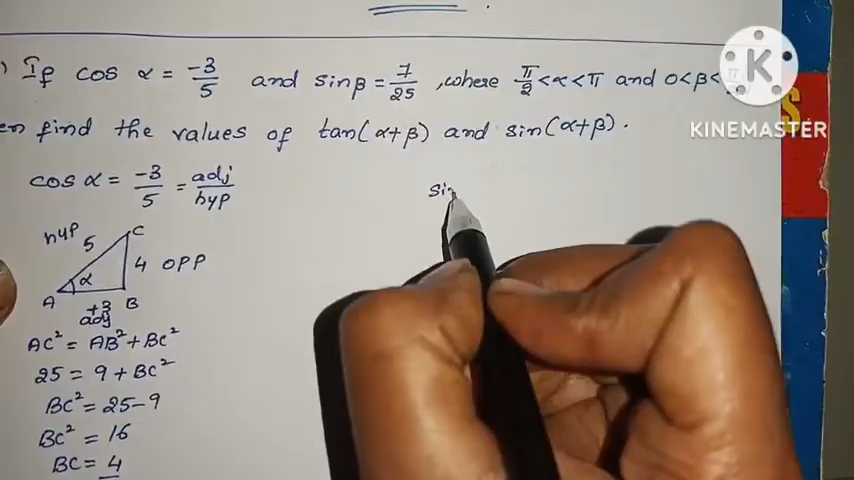 If cos α = -3/5 and sinβ = 7/25, where π/2 < α < π and 0 < β <
find the values of tan(α+β) and sin(α+β).
cos α = -3/5 = adj/hyp
hyp 5 C
α 4 opp
A +3 B
adj
AC² = AB² + BC²
25 = 9 + BC²
BC² = 25-9
BC² = 16
BC = 4
K
KINEMASTER